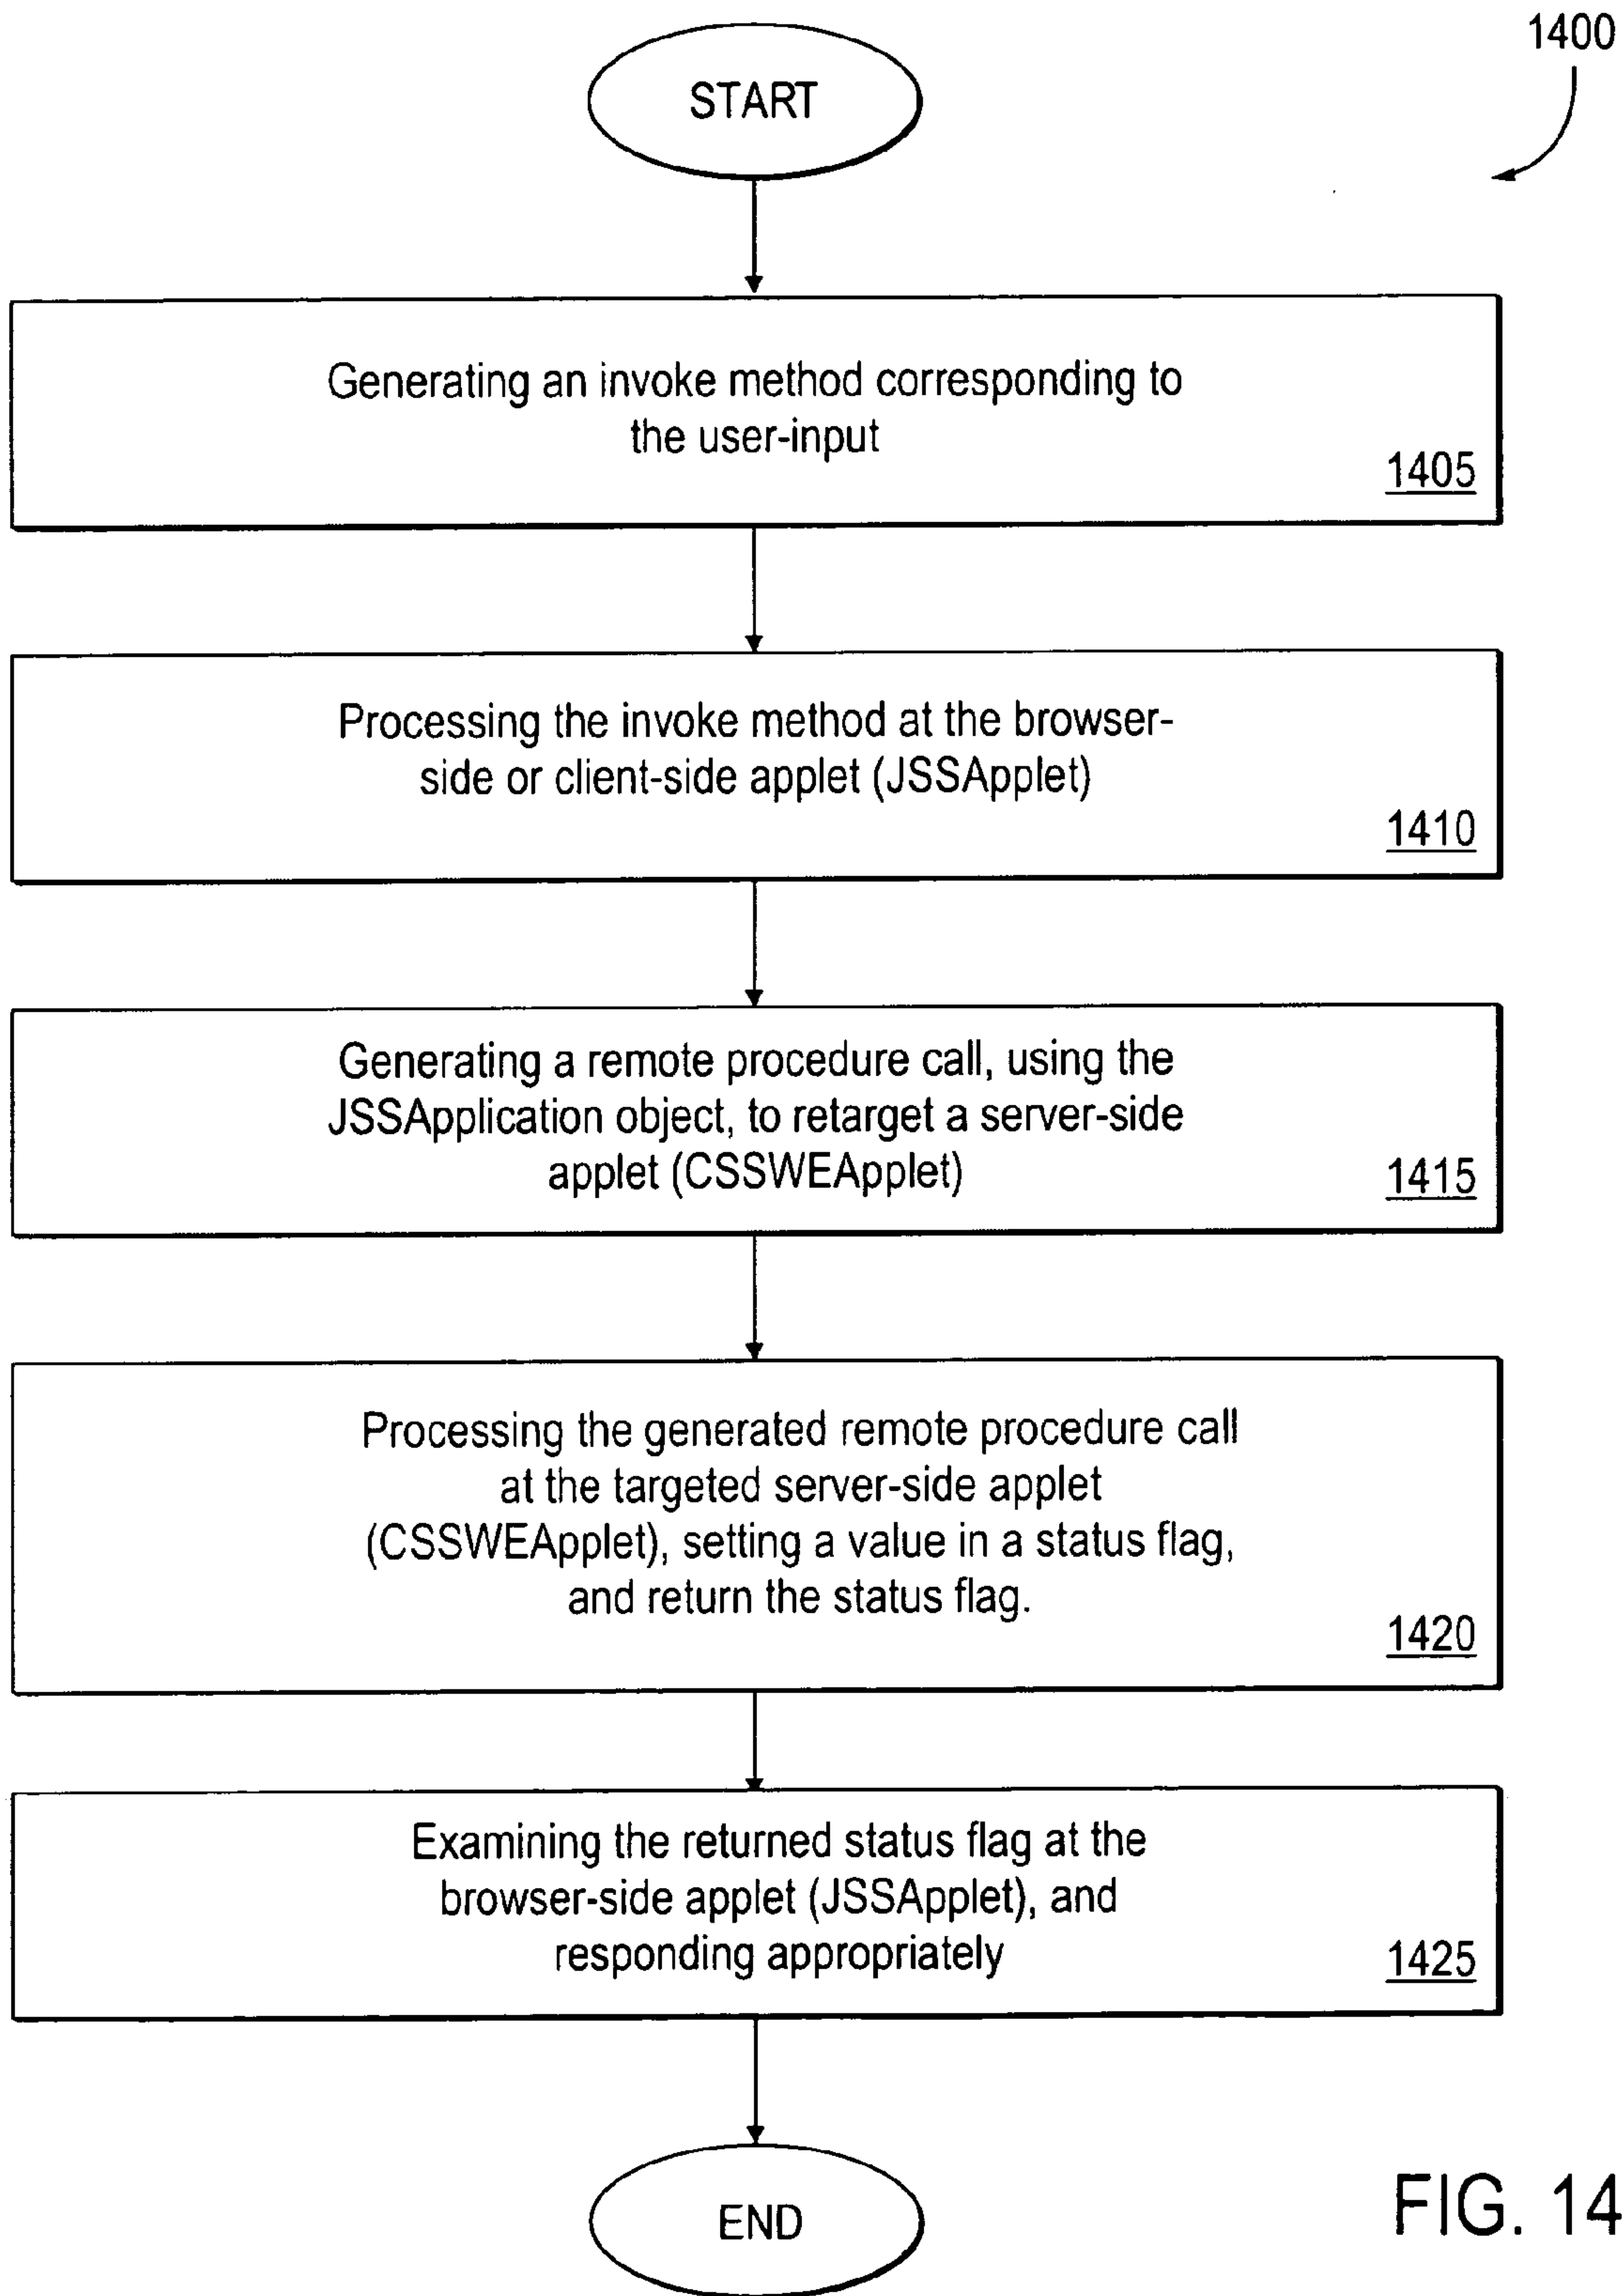 1400
START
Generating an invoke method corresponding to
the user-input
1405
Processing the invoke method at the browser-
side or client-side applet (JSSApplet)
1410
Generating a remote procedure call, using the
JSSApplication object, to retarget a server-side
applet (CSSWEApplet)
1415
Processing the generated remote procedure call
at the targeted server-side applet
(CSSWEApplet), setting a value in a status flag,
and return the status flag.
1420
Examining the returned status flag at the
browser-side applet (JSSApplet), and
responding appropriately
1425
END
FIG. 14